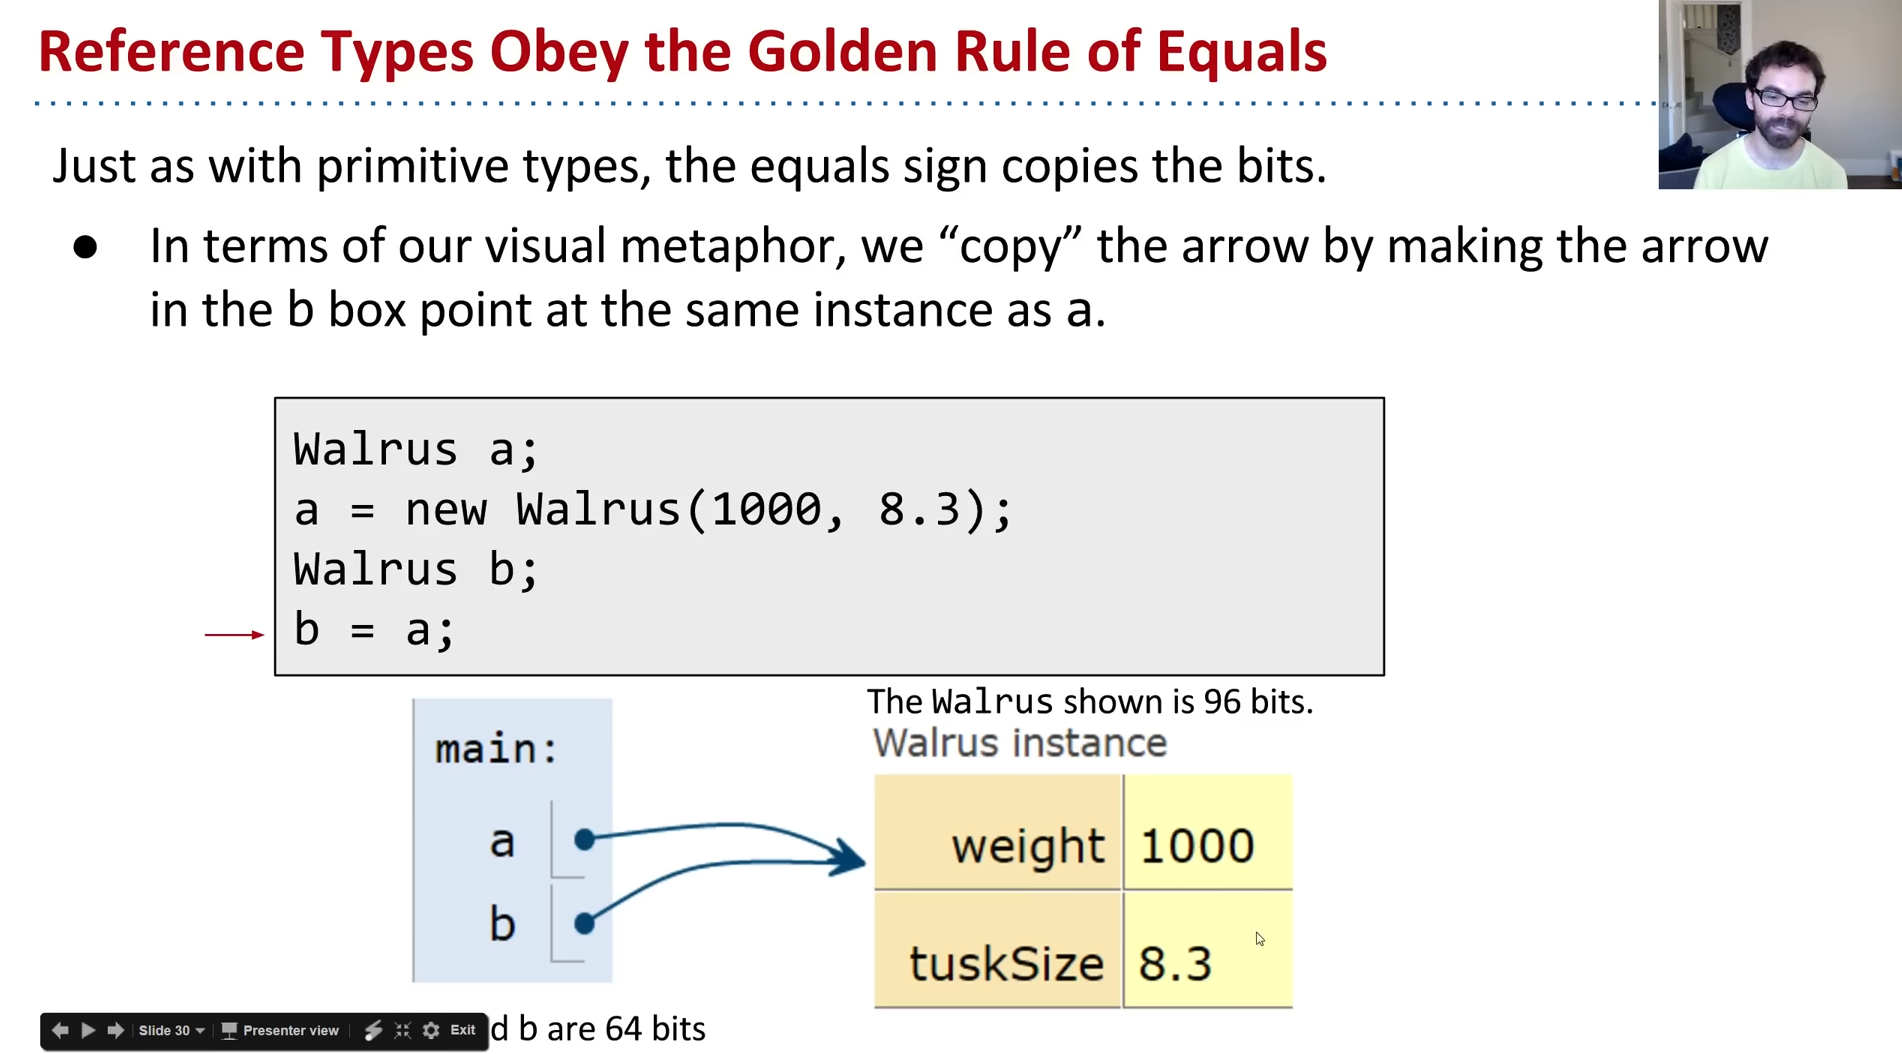 Reference Types Obey the Golden Rule of Equals
Just as with primitive types, the equals sign copies the bits.
● In terms of our visual metaphor, we “copy” the arrow by making the arrow
in the b box point at the same instance as a.
Walrus a;
a = new Walrus(1000, 8.3);
Walrus b;
b = a;
The Walrus shown is 96 bits.
Walrus instance
main:
a
b
weight 1000
tuskSize 8.3
Slide 30 Presenter view Exit
d b are 64 bits